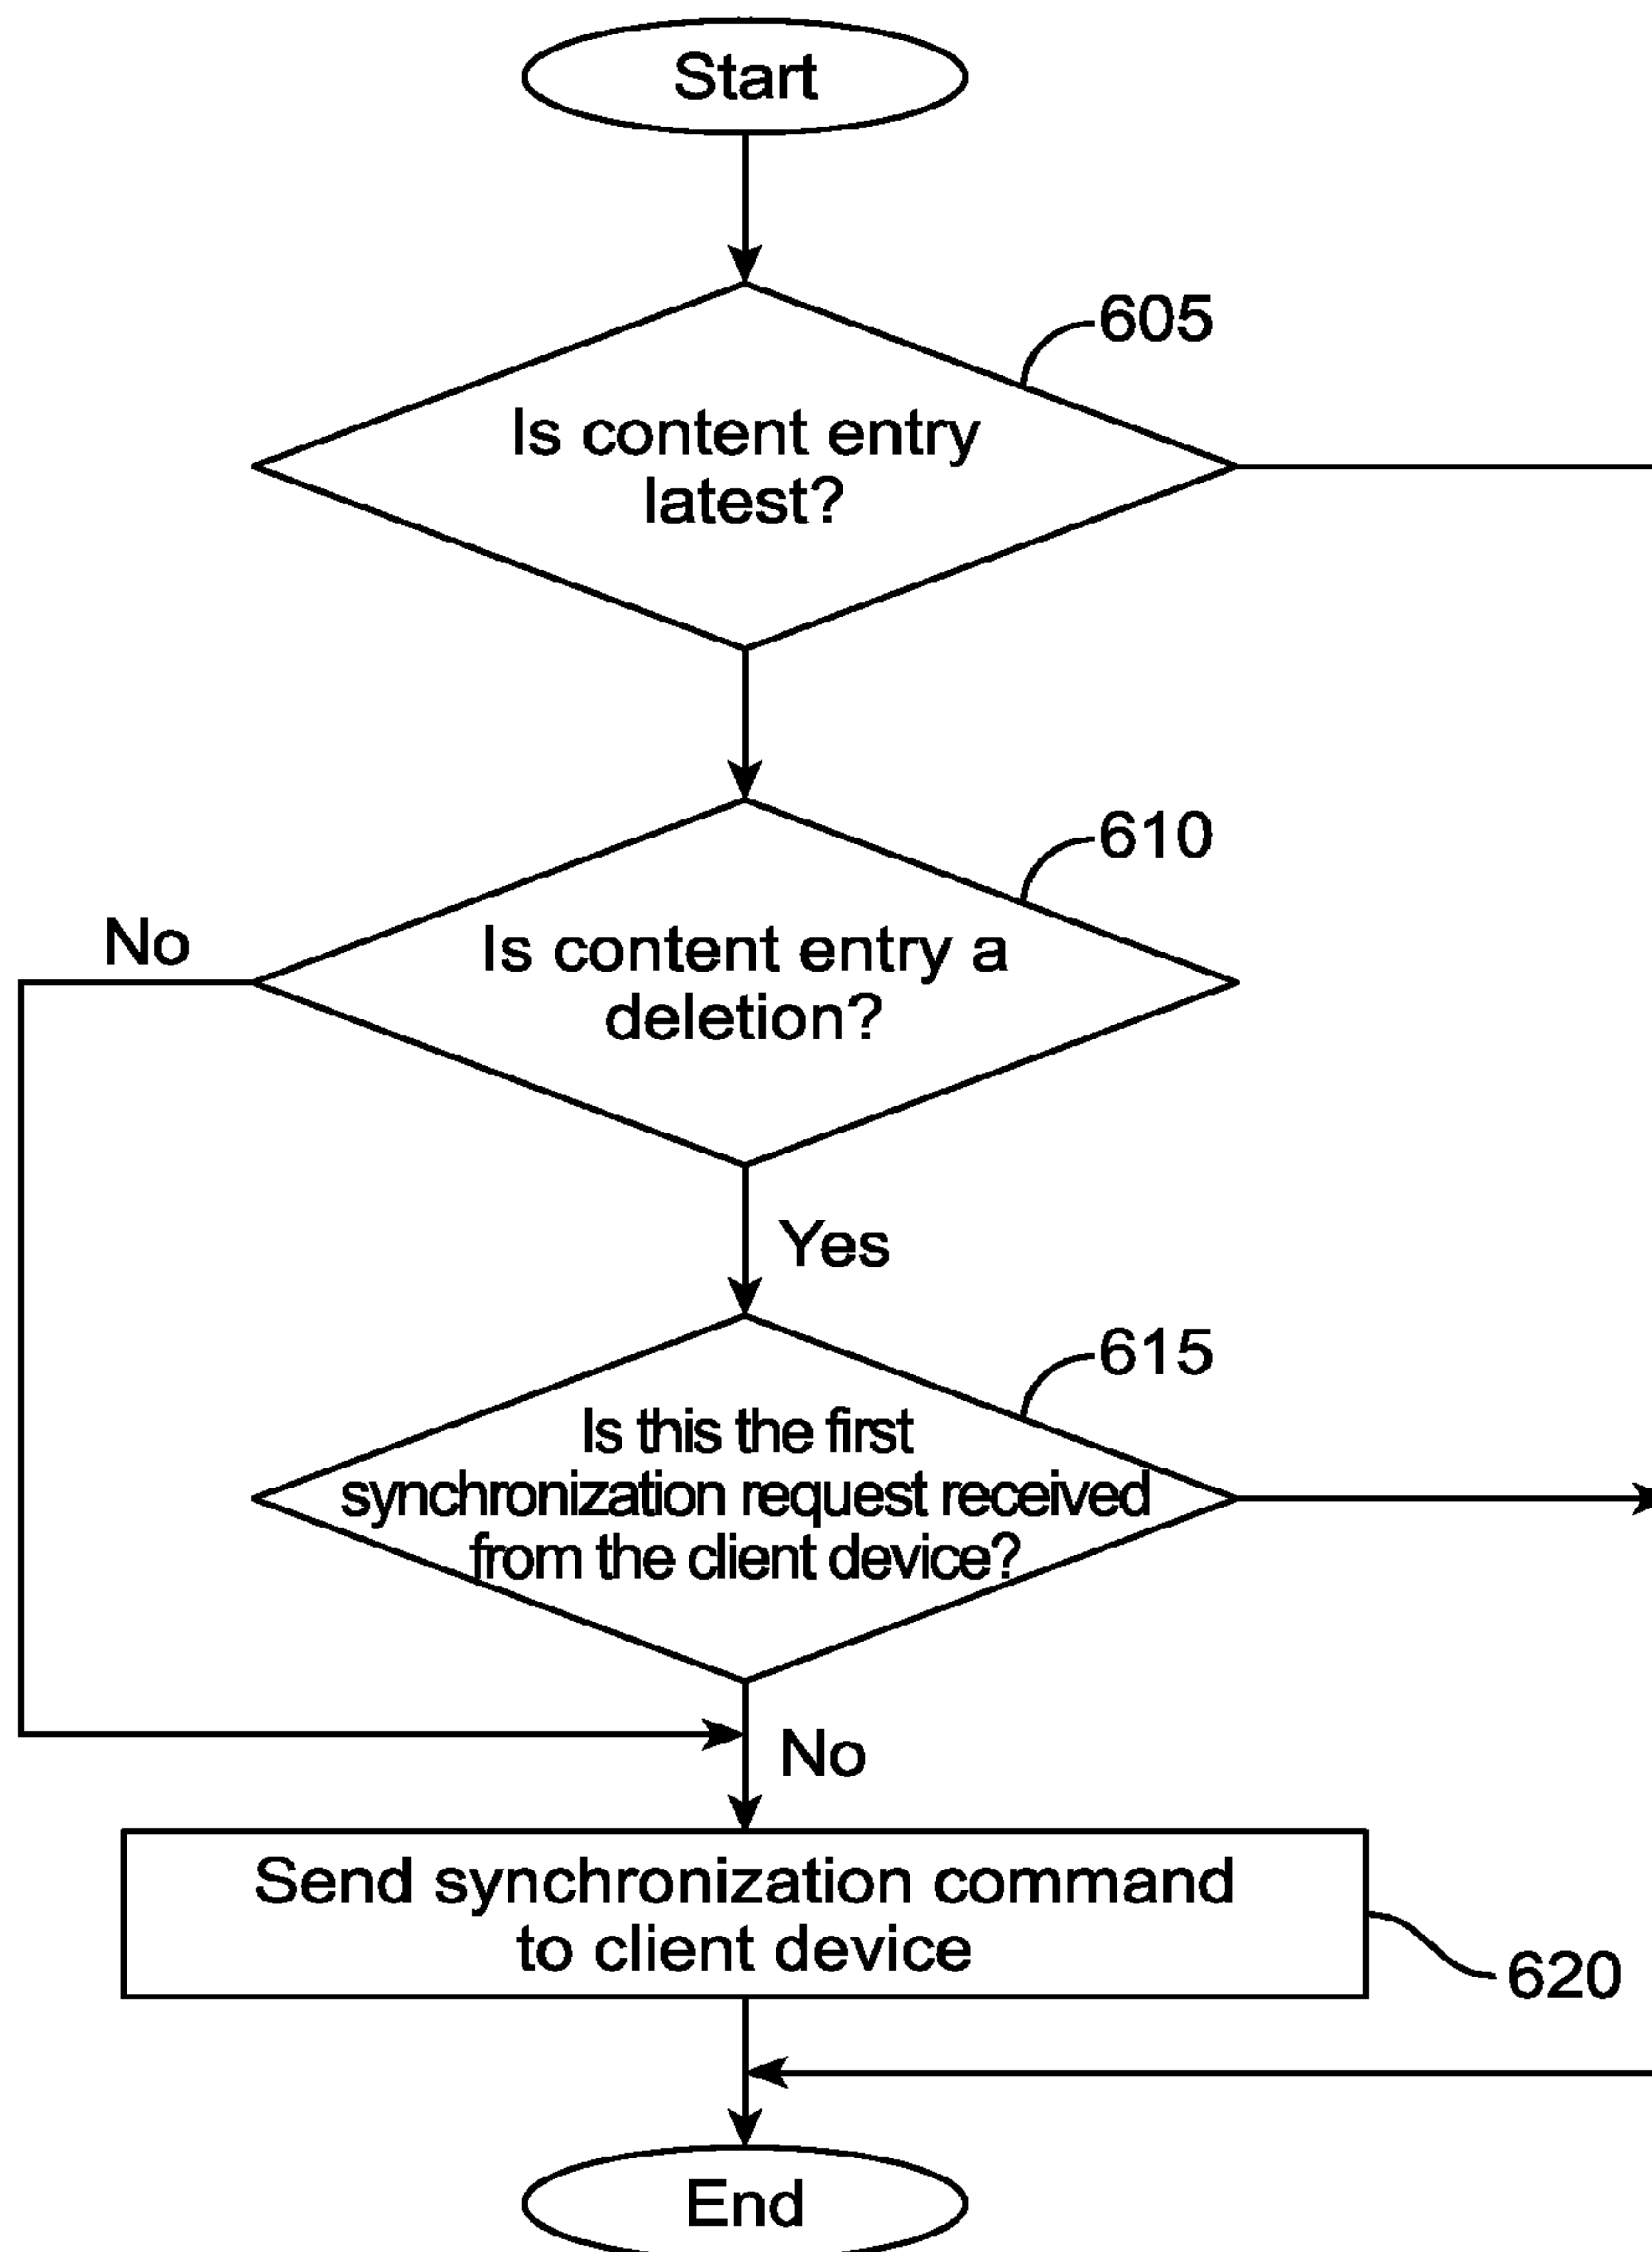 Start
605
Is content entry
latest?
610
No
Is content entry a
deletion?
Yes
615
Is this the first
synchronization request received
from the client device?
No
Send synchronization command
to client device
620
End